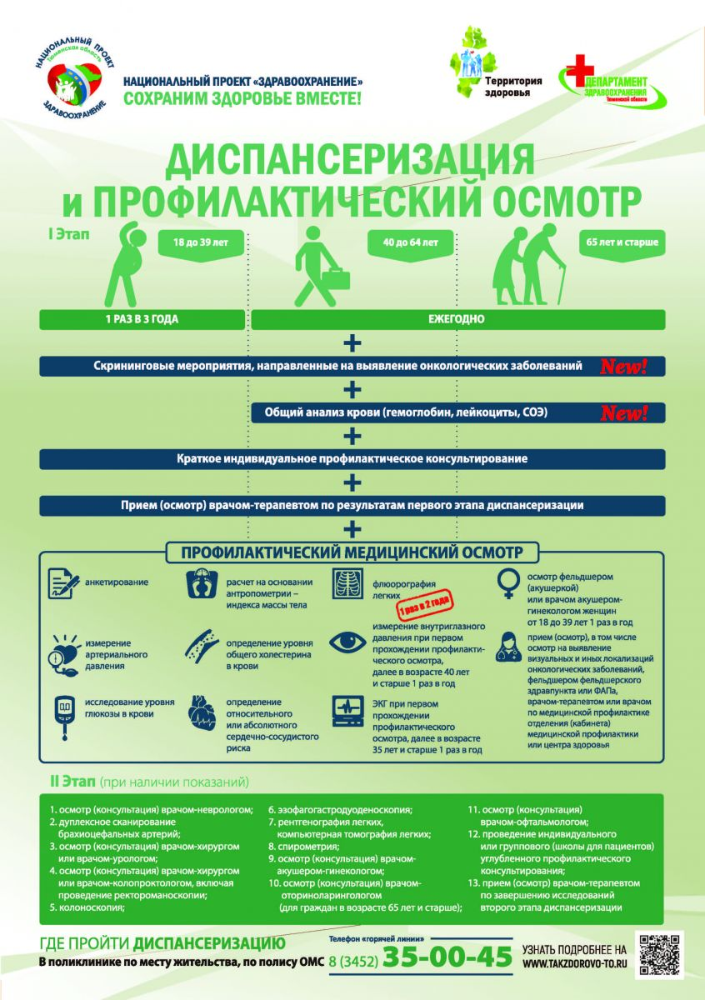 НАЦИОНАЛЬНЫЙ ПРОЕКТ
Тюменская область
ЗДРАВООХРАНЕНИЕ
НАЦИОНАЛЬНЫЙ ПРОЕКТ «ЗДРАВООХРАНЕНИЕ»
СОХРАНИМ ЗДОРОВЬЕ ВМЕСТЕ!
Территория
здоровья
ДЕПАРТАМЕНТ
ЗДРАВООХРАНЕНИЯ
Тюменской области
ДИСПАНСЕРИЗАЦИЯ
и ПРОФИЛАКТИЧЕСКИЙ ОСМОТР
I Этап
18 до 39 лет
40 до 64 лет
65 лет и старше
1 РАЗ В 3 ГОДА
ЕЖЕГОДНО
+
Скрининговые мероприятия, направленные на выявление онкологических заболеваний New!
+
Общий анализ крови (гемоглобин, лейкоциты, СОЭ) New!
+
Краткое индивидуальное профилактическое консультирование
+
Прием (осмотр) врачом-терапевтом по результатам первого этапа диспансеризации
+
ПРОФИЛАКТИЧЕСКИЙ МЕДИЦИНСКИЙ ОСМОТР
анкетирование
измерение
артериального
давления
0,0
исследование уровня
глюкозы в крови
расчет на основании
антропометрии –
индекса массы тела
определение уровня
общего холестерина
в крови
определение
относительного
или абсолютного
сердечно-сосудистого
риска
флюорография
легких
1 раз в 2 года
измерение внутриглазного
давления при первом
прохождении профилакти-
ческого осмотра,
далее в возрасте 40 лет
и старше 1 раз в год
ЭКГ при первом
прохождении
профилактического
осмотра, далее в возрасте
35 лет и старше 1 раз в год
осмотр фельдшером
(акушеркой)
или врачом акушером-
гинекологом женщин
от 18 до 39 лет 1 раз в год
прием (осмотр), в том числе
осмотр на выявление
визуальных и иных локализаций
онкологических заболеваний,
фельдшером фельдшерского
здравпункта или ФАПа,
врачом-терапевтом или врачом
по медицинской профилактике
отделения (кабинета)
медицинской профилактики
или центра здоровья
II Этап (при наличии показаний)
1. осмотр (консультация) врачом-неврологом;
2. дуплексное сканирование
брахиоцефальных артерий;
3. осмотр (консультация) врачом-хирургом
или врачом-урологом;
4. осмотр (консультация) врачом-хирургом
или врачом-колопроктологом, включая
проведение ректороманоскопии;
5. колоноскопия;
6. эзофагогастродуоденоскопия;
7. рентгенография легких,
компьютерная томография легких;
8. спирометрия;
9. осмотр (консультация) врачом-
акушером-гинекологом;
10. осмотр (консультация) врачом-
оториноларингологом
(для граждан в возрасте 65 лет и старше);
11. осмотр (консультация)
врачом-офтальмологом;
12. проведение индивидуального
или группового (школы для пациентов)
углубленного профилактического
консультирования;
13. прием (осмотр) врачом-терапевтом
по завершению исследований
второго этапа диспансеризации
ГДЕ ПРОЙТИ ДИСПАНСЕРИЗАЦИЮ
В поликлинике по месту жительства, по полису ОМС
Телефон «горячей линии»
8 (3452) 35-00-45
УЗНАТЬ ПОДРОБНЕЕ НА
WWW.TAKZDOROVO-TO.RU